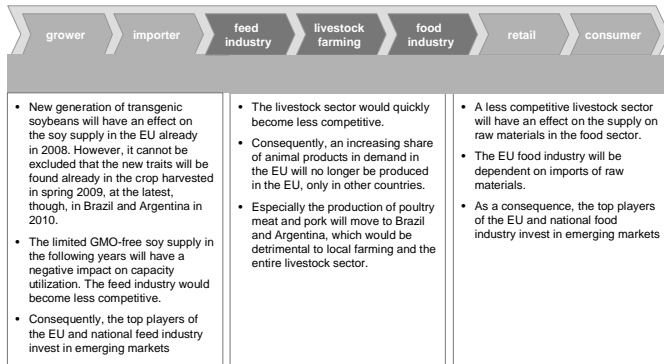 grower
importer
feed
industry
livestock
farming
food
industry
retail
consumer
• New generation of transgenic
soybeans will have an effect on
the soy supply in the EU already
in 2008. However, it cannot be
excluded that the new traits will be
found already in the crop harvested
in spring 2009, at the latest,
though, in Brazil and Argentina in
2010.
• The limited GMO-free soy supply in
the following years will have a
negative impact on capacity
utilization. The feed industry would
become less competitive.
• Consequently, the top players of
the EU and national feed industry
invest in emerging markets
• The livestock sector would quickly
become less competitive.
• Consequently, an increasing share
of animal products in demand in
the EU will no longer be produced
in the EU, only in other countries.
• Especially the production of poultry
meat and pork will move to Brazil
and Argentina, which would be
detrimental to local farming and the
entire livestock sector.
• A less competitive livestock sector
will have an effect on the supply on
raw materials in the food sector.
• The EU food industry will be
dependent on imports of raw
materials.
• As a consequence, the top players
of the EU and national food
industry invest in emerging markets